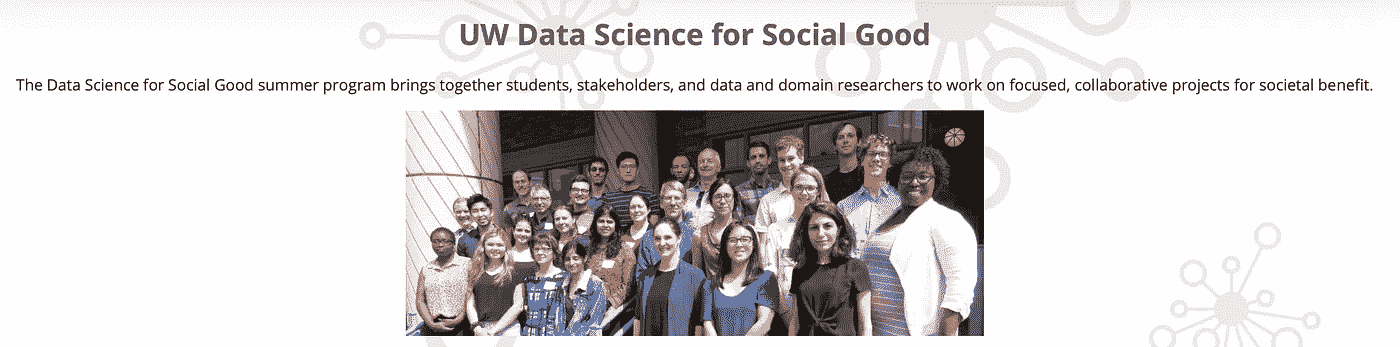 UW Data Science for Social Good
The Data Science for Social Good summer program brings together students, stakeholders, and data and domain researchers to work on focused, collaborative projects for societal benefit.